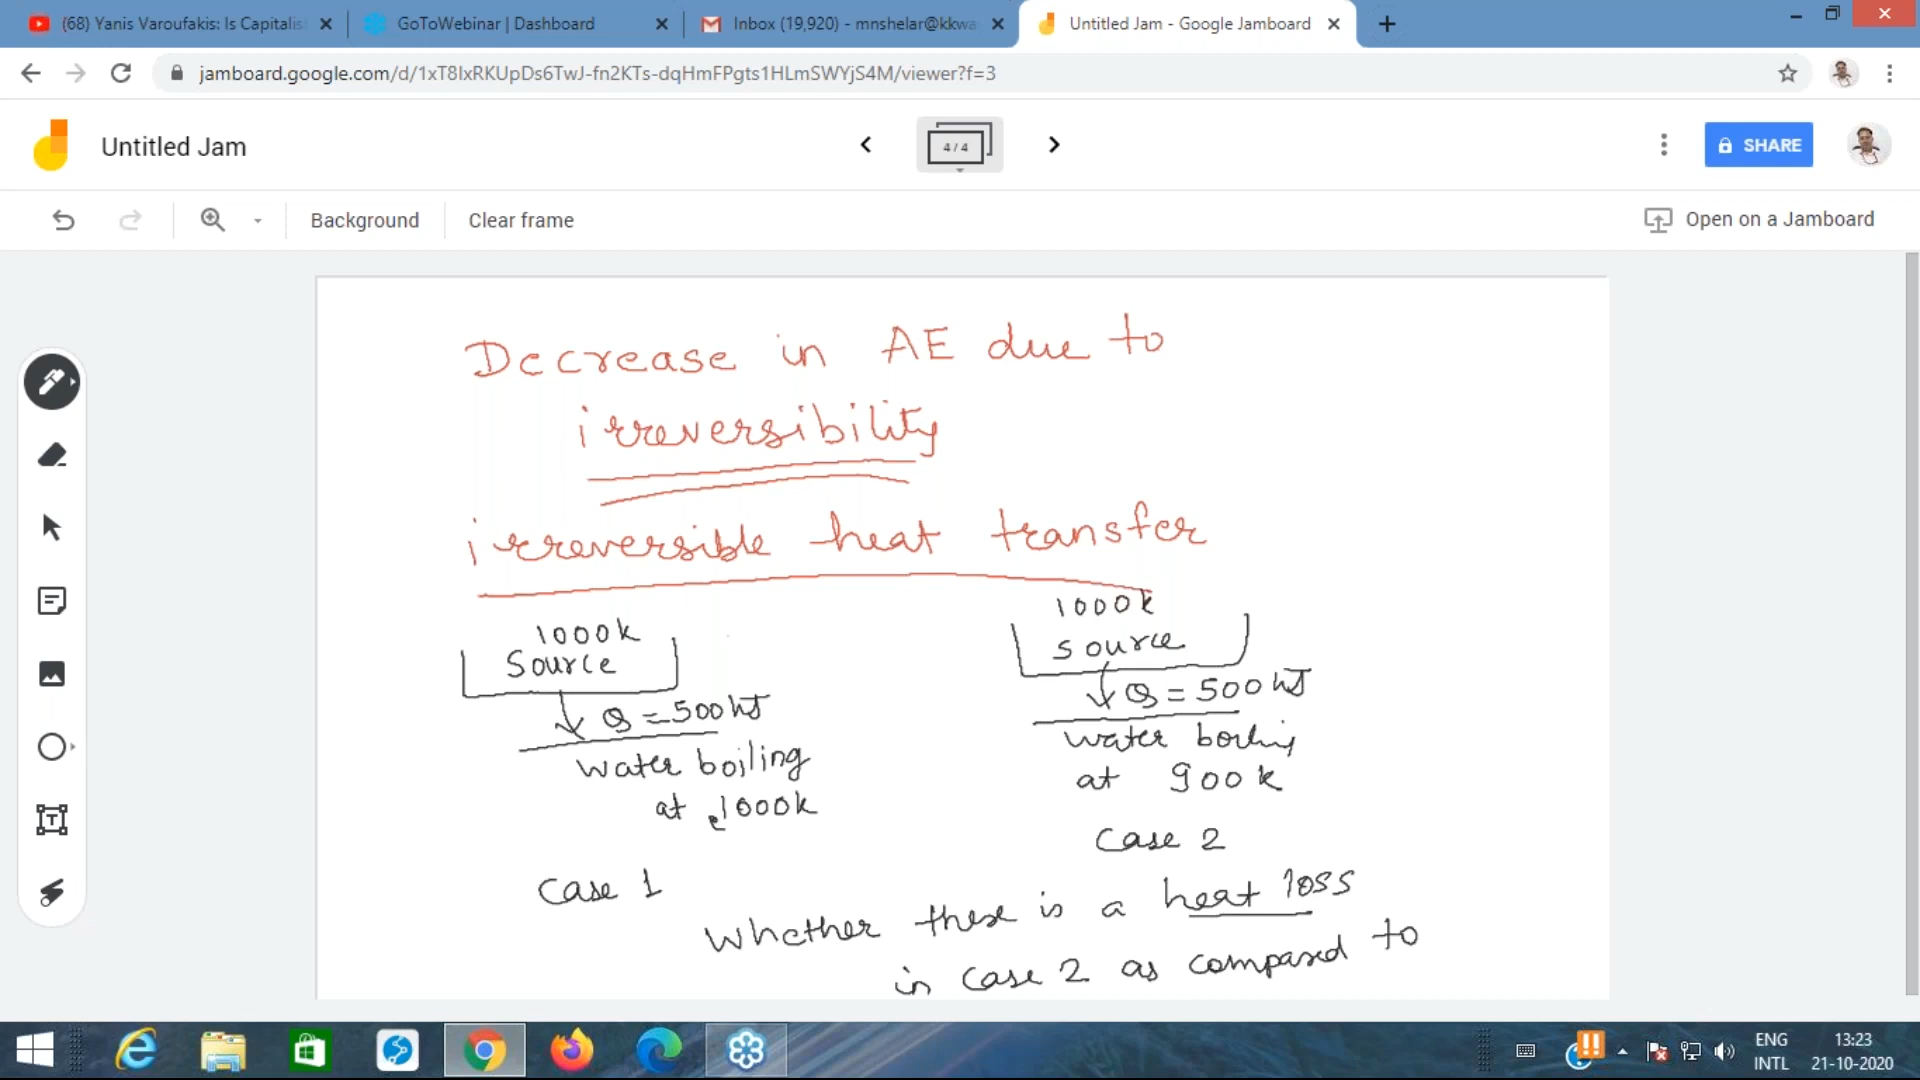 (68) Yanis Varoufakis: Is Capitalis
GoToWebinar | Dashboard
Inbox (19,920) - mnshelar@kkwa
Untitled Jam - Google Jamboard
jamboard.google.com/d/1xT8IxRKUpDs6TwJ-fn2KTs-dqHmFPgts1HLmSWYjS4M/viewer?f=3
Untitled Jam
4 / 4
SHARE
Background
Clear frame
Open on a Jamboard
Decrease in AE due to
irreversibility
irreversible heat transfer
1000k
Source
Q = 500 kJ
water boiling
at 1000k
Case 1
1000k
source
Q = 500 kJ
water boiling
at 900k
Case 2
Whether there is a heat loss
in case 2 as compared to
ENG
INTL
13:23
21-10-2020